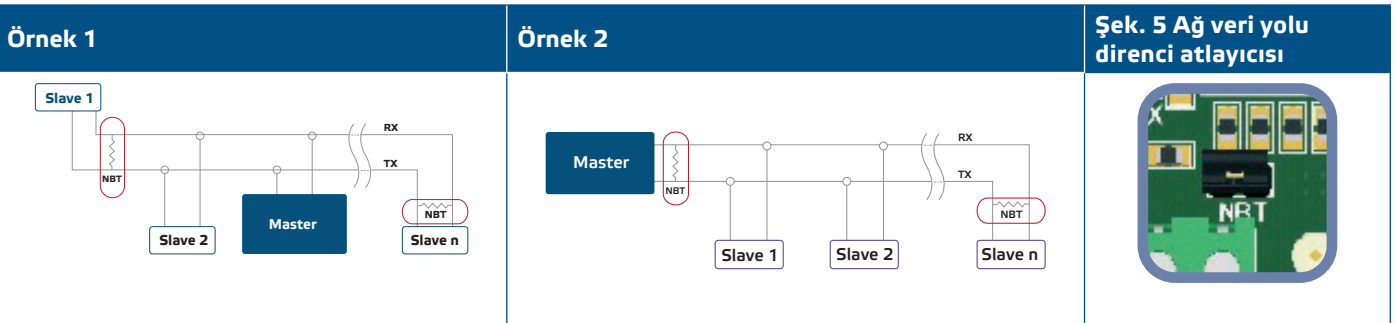 Örnek 1
Slave 1
NBT
RX
TX
Slave 2
Master
NBT
Slave n
Örnek 2
Master
NBT
RX
TX
Slave 1
Slave 2
NBT
Slave n
Şek. 5 Ağ veri yolu
direnci atlayıcısı
X
NBT